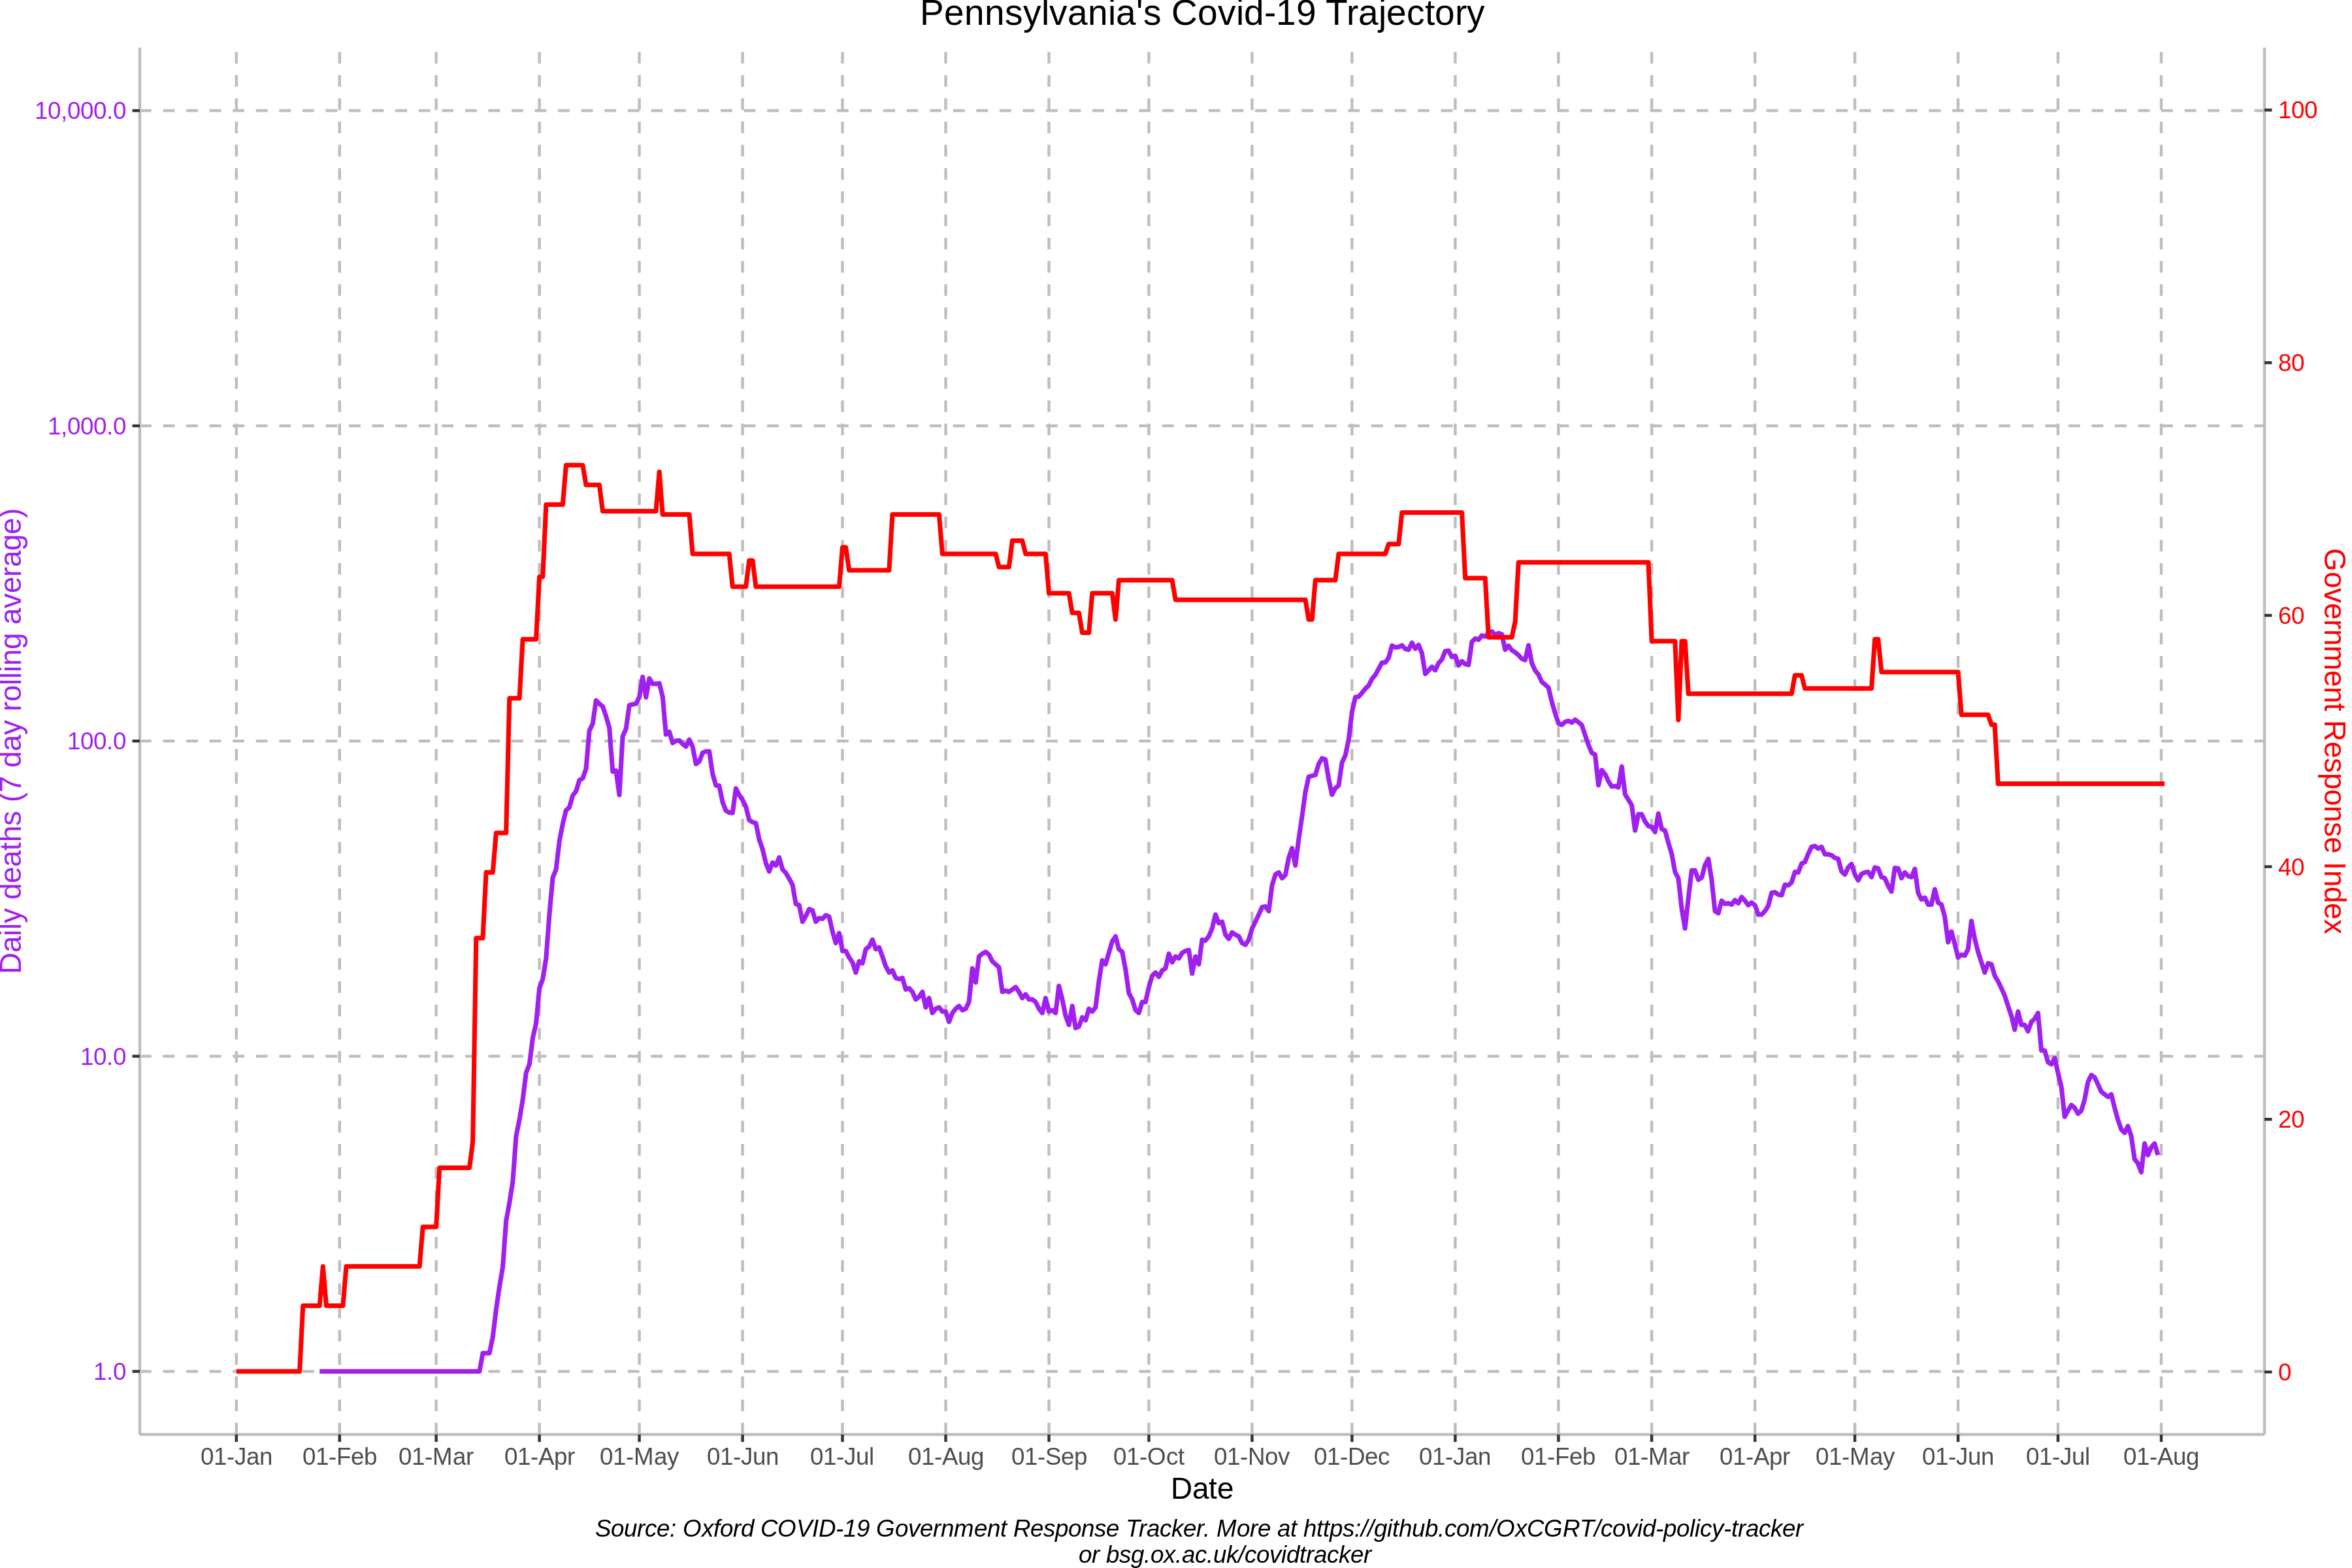 Pennsylvania's Covid-19 Trajectory
10,000.0
1,000.0
100.0
10.0
1.0
Daily deaths (7 day rolling average)
100
80
60
40
20
0
Government Response Index
01-Jan 01-Feb 01-Mar 01-Apr 01-May 01-Jun 01-Jul 01-Aug 01-Sep 01-Oct 01-Nov 01-Dec 01-Jan 01-Feb 01-Mar 01-Apr 01-May 01-Jun 01-Jul 01-Aug
Date
Source: Oxford COVID-19 Government Response Tracker. More at https://github.com/OxCGRT/covid-policy-tracker
or bsg.ox.ac.uk/covidtracker